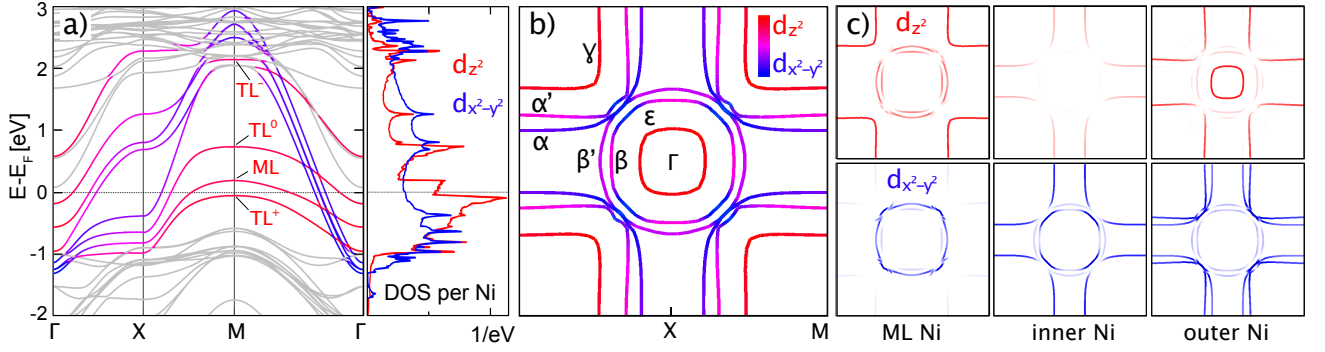 a)
3
2
1
0
-1
-2
E-E_F [eV]
TL⁻
TL⁰
ML
TL⁺
Γ
X
M
Γ
d_z²
d_x²−y²
DOS per Ni
1/eV
b)
d_z²
d_x²−y²
γ
α'
α
β'
β
ε
Γ
X
M
c)
d_z²
d_x²−y²
ML Ni
inner Ni
outer Ni